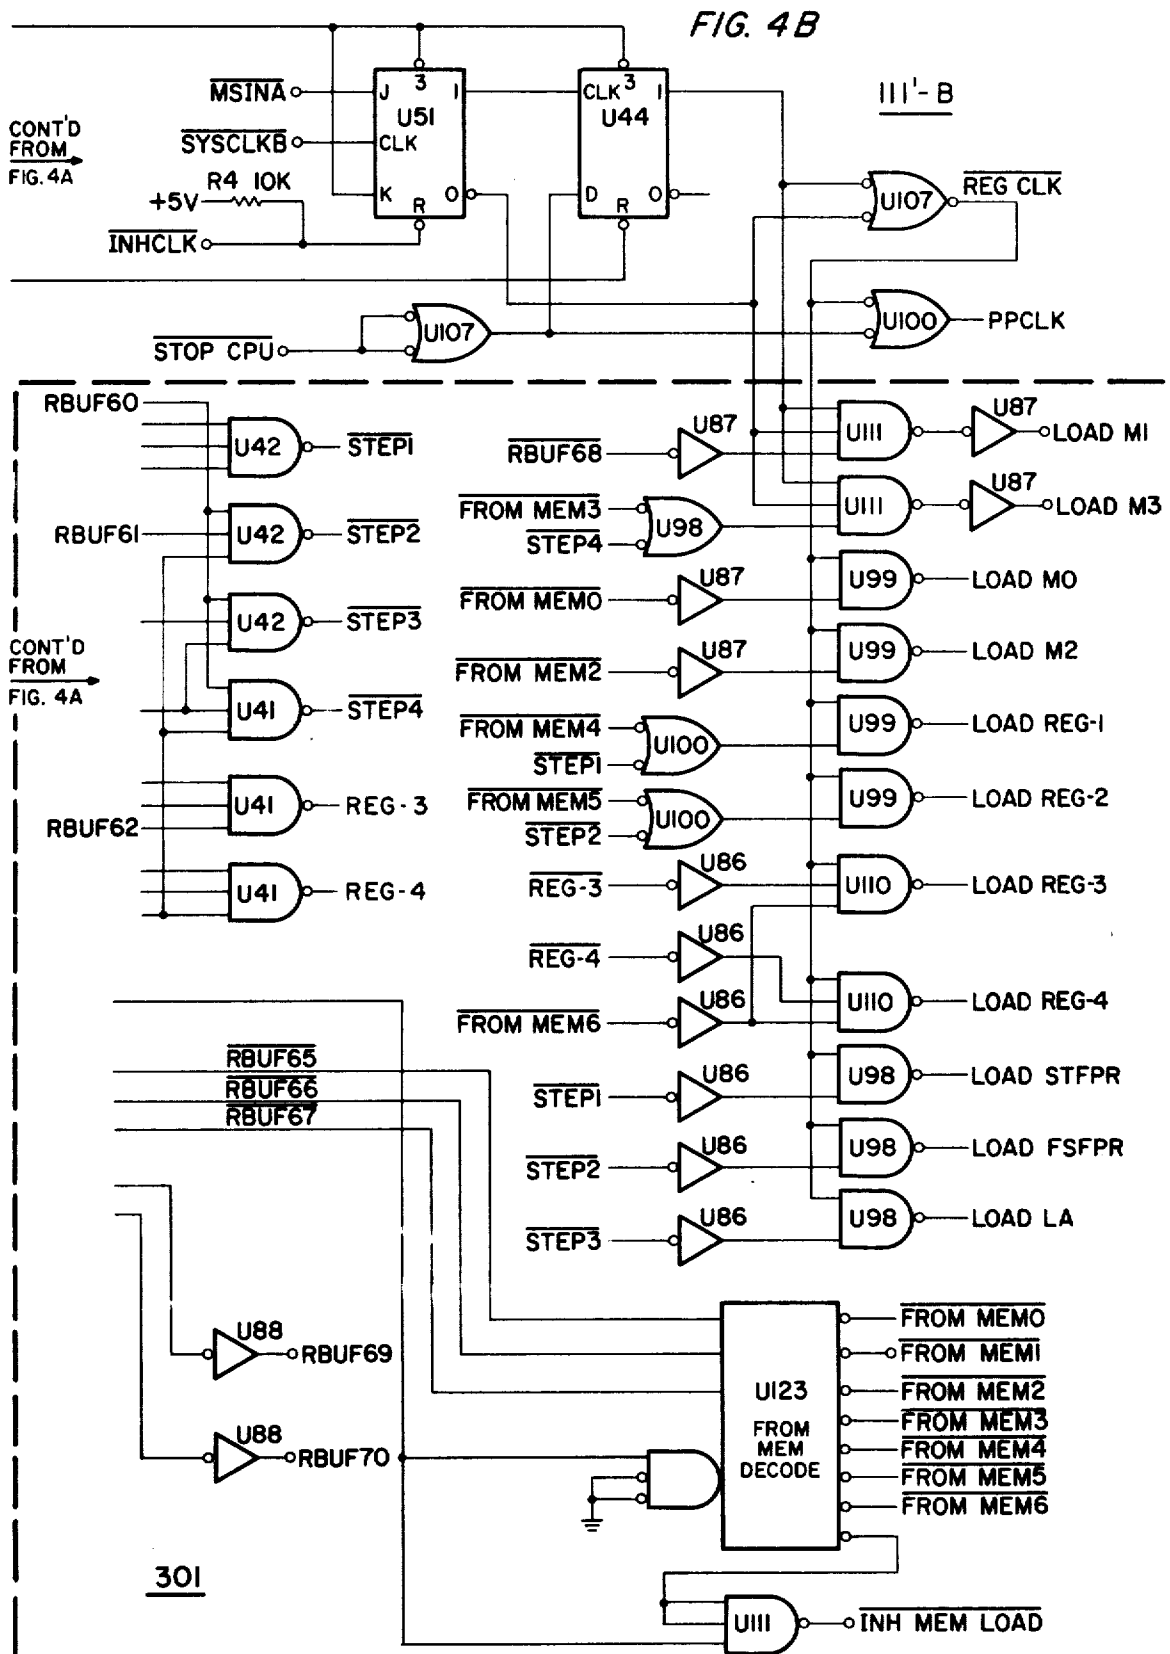 FIG. 4B
111'-B
CONT'D
FROM
FIG. 4A
MSINA
J
3
1
U51
SYSCLKB
CLK
R4 10K
+5V
K
R
0
INHCLK
CLK
3
1
U44
D
R
0
U107
REG CLK
STOP CPU
U107
U100
PPCLK
RBUF60
U42
STEP1
RBUF61
U42
STEP2
U42
STEP3
CONT'D
FROM
FIG. 4A
U41
STEP4
U41
REG-3
RBUF62
U41
REG-4
RBUF68
U87
U111
U87
LOAD M1
FROM MEM3
STEP4
U98
U111
U87
LOAD M3
FROM MEM0
U87
U99
LOAD M0
FROM MEM2
U87
U99
LOAD M2
FROM MEM4
STEP1
U100
U99
LOAD REG-1
FROM MEM5
STEP2
U100
U99
LOAD REG-2
REG-3
U86
U110
LOAD REG-3
REG-4
U86
FROM MEM6
U86
U110
LOAD REG-4
STEP1
U86
U98
LOAD STFPR
STEP2
U86
U98
LOAD FSFPR
STEP3
U86
U98
LOAD LA
RBUF65
RBUF66
RBUF67
U88
RBUF69
U88
RBUF70
U123
FROM
MEM
DECODE
FROM MEM0
FROM MEM1
FROM MEM2
FROM MEM3
FROM MEM4
FROM MEM5
FROM MEM6
301
U111
INH MEM LOAD